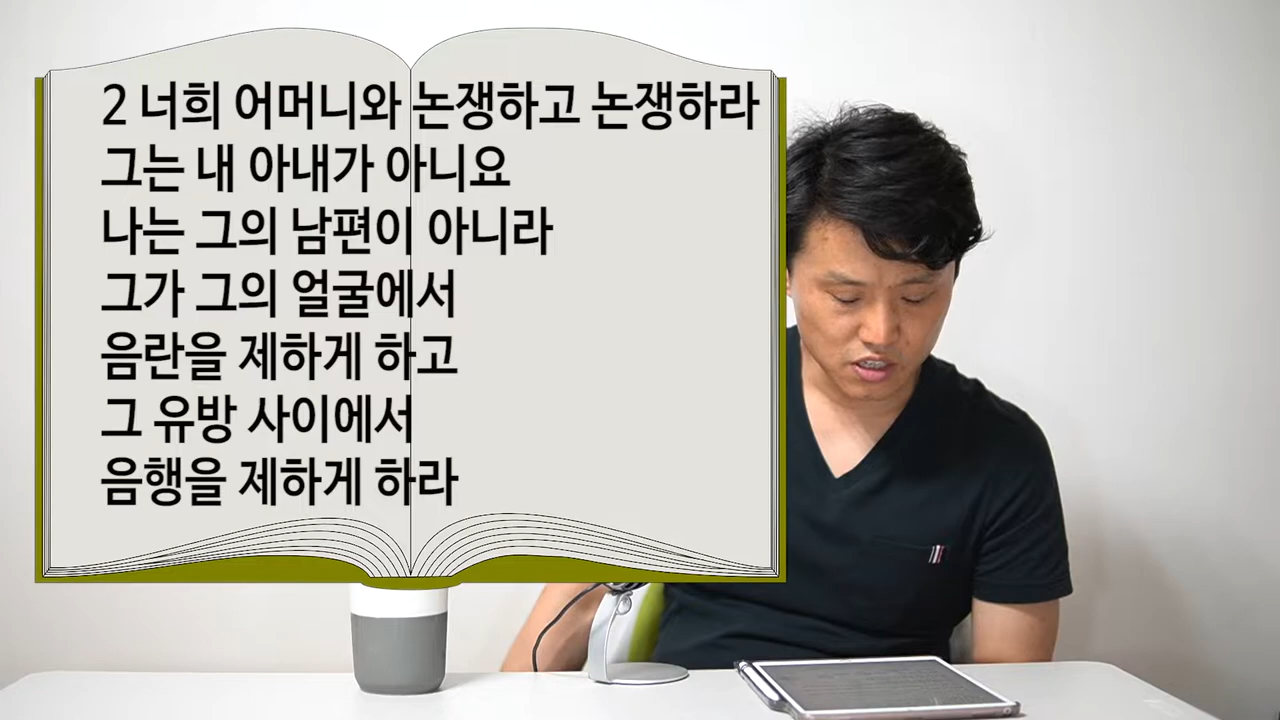 2 너희 어머니와 논쟁하고 논쟁하라
그는 내 아내가 아니요
나는 그의 남편이 아니라
그가 그의 얼굴에서
음란을 제하게 하고
그 유방 사이에서
음행을 제하게 하라